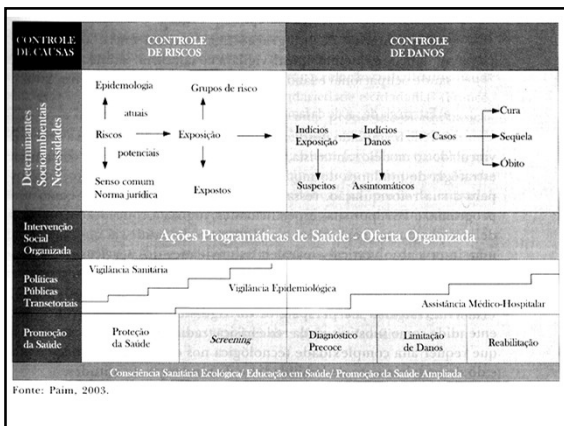 CONTROLE
DE CAUSAS
CONTROLE
DE RISCOS
CONTROLE
DE DANOS
Determinantes
Socioambientais
Necessidades
Epidemologia
Grupos de risco
atuais
Riscos
Exposição
potenciais
Senso comum
Norma jurídica
Expostos
Indícios
Exposição
Indícios
Danos
Casos
Cura
Seqüela
Óbito
Suspeitos
Assintomáticos
Intervenção
Social
Organizada
Ações Programáticas de Saúde - Oferta Organizada
Políticas
Públicas
Transetoriais
Vigilância Sanitária
Vigilância Epidemiológica
Assistência Médico-Hospitalar
Promoção
da Saúde
Proteção
da Saúde
Screening
Diagnóstico
Precoce
Limitação
de Danos
Reabilitação
Consciência Sanitária Ecológica/ Educação em Saúde/ Promoção da Saúde Ampliada
Fonte: Paim, 2003.